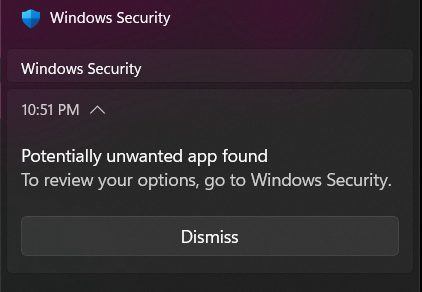 Windows Security
Windows Security
10:51 PM
Potentially unwanted app found
To review your options, go to Windows Security.
Dismiss